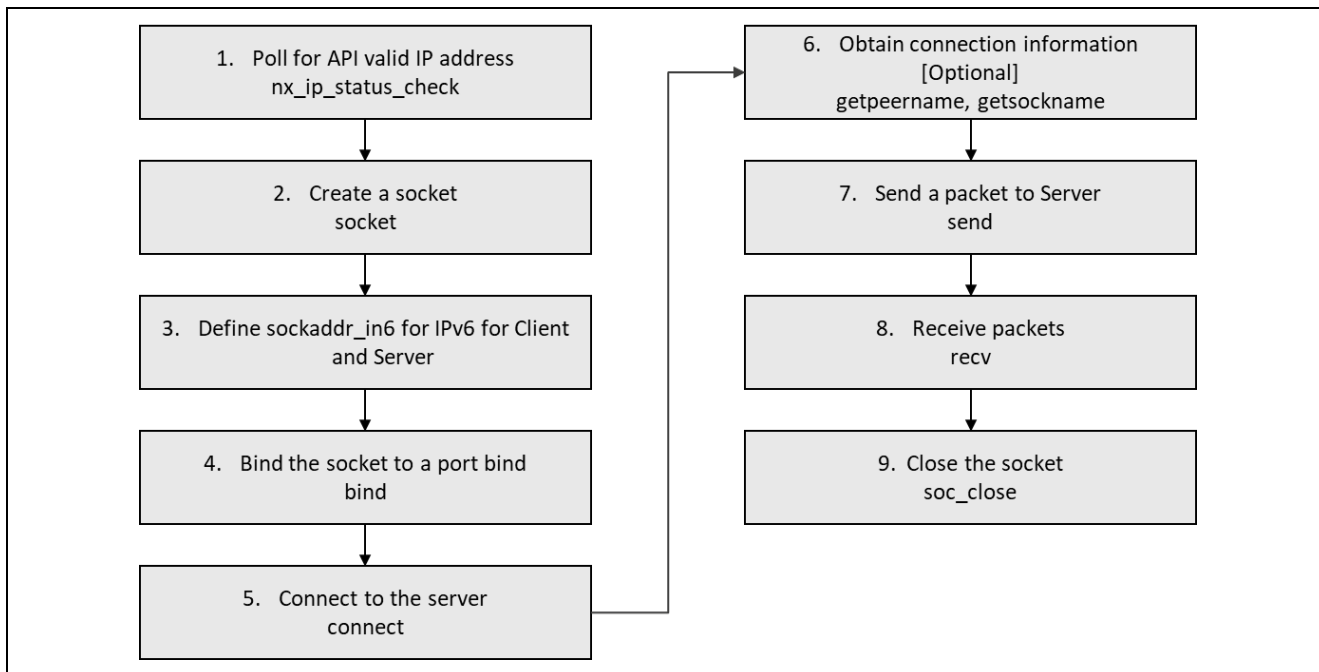 1. Poll for API valid IP address
nx_ip_status_check
2. Create a socket
socket
3. Define sockaddr_in6 for IPv6 for Client
and Server
4. Bind the socket to a port bind
bind
5. Connect to the server
connect
6. Obtain connection information
[Optional]
getpeername, getsockname
7. Send a packet to Server
send
8. Receive packets
recv
9. Close the socket
soc_close